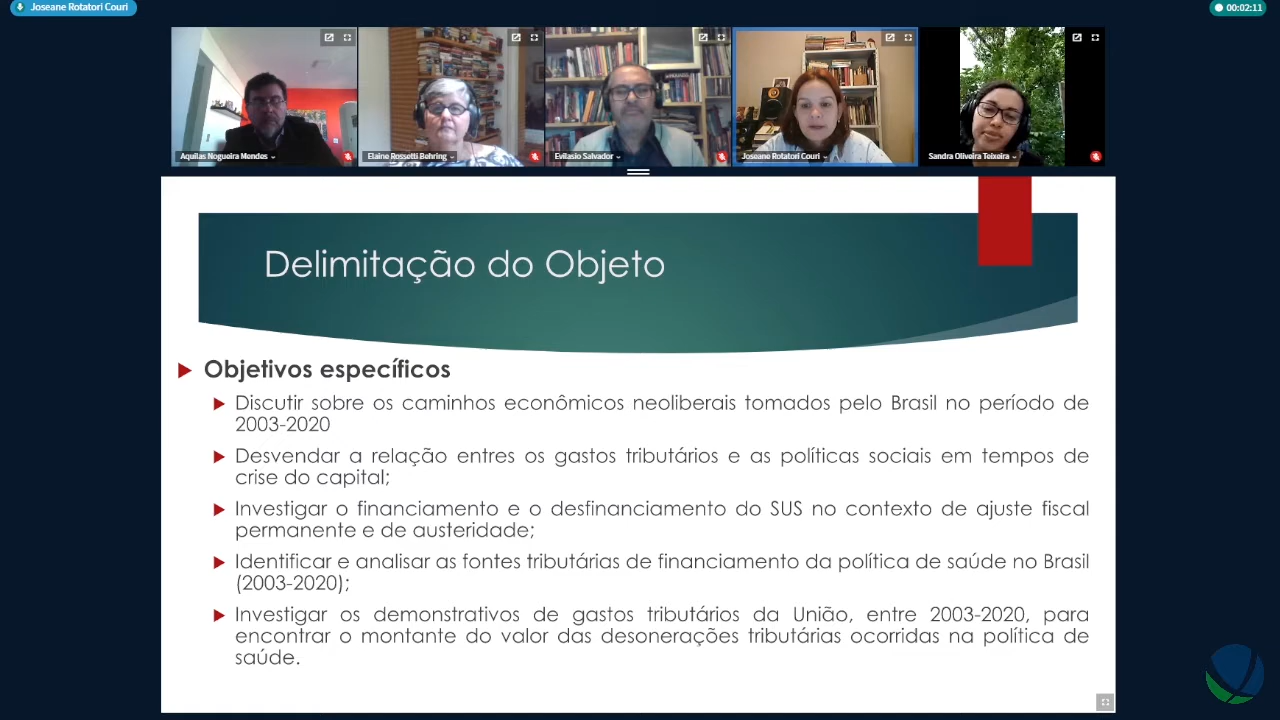 Joseane Rotatori Couri
00:02:11
Aquilas Nogueira Mendes
Elaine Rossetti Behring
Evilasio Salvador
Joseane Rotatori Couri
Sandra Oliveira Teixeira
Delimitação do Objeto
Objetivos específicos
Discutir sobre os caminhos econômicos neoliberais tomados pelo Brasil no período de
2003-2020
Desvendar a relação entres os gastos tributários e as políticas sociais em tempos de
crise do capital;
Investigar o financiamento e o desfinanciamento do SUS no contexto de ajuste fiscal
permanente e de austeridade;
Identificar e analisar as fontes tributárias de financiamento da política de saúde no Brasil
(2003-2020);
Investigar os demonstrativos de gastos tributários da União, entre 2003-2020, para
encontrar o montante do valor das desonerações tributárias ocorridas na política de
saúde.